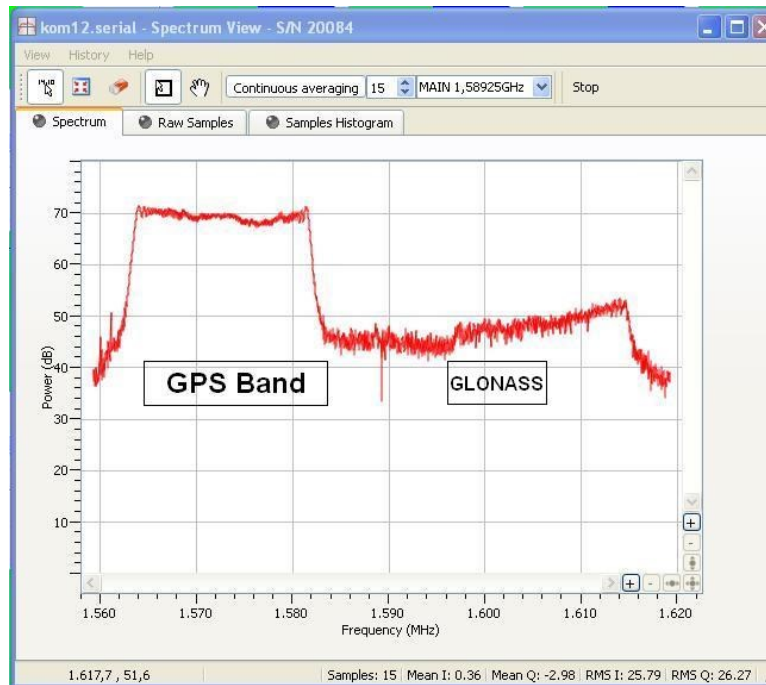 kom12.serial - Spectrum View - S/N 20084
View History Help
Continuous averaging 15 MAIN 1,58925GHz Stop
Spectrum Raw Samples Samples Histogram
70
60
50
40
30
20
10
Power (dB)
GPS Band
GLONASS
1.560 1.570 1.580 1.590 1.600 1.610 1.620
Frequency (MHz)
1.617,7 , 51,6 Samples: 15 Mean I: 0.36 Mean Q: -2.98 RMS I: 25.79 RMS Q: 26.27